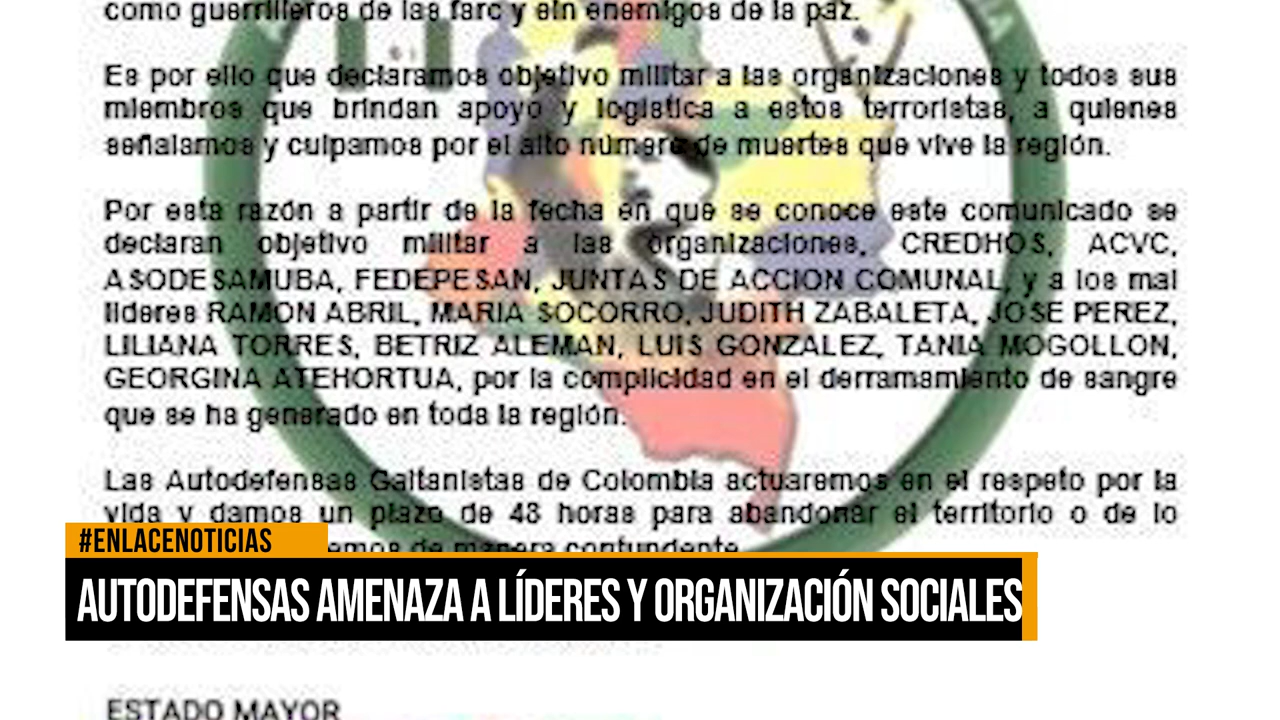 como guerrilleros de las farc y eln enemigos de la paz.
Es por ello que declaramos objetivo militar a las organizaciones y todos sus
miembros que brindan apoyo y logistica a estos terroristas, a quienes
señalamos y culpamos por el alto número de muertes que vive la región.
Por esta razón a partir de la fecha en que se conoce este comunicado se
declaran objetivo militar a las organizaciones, CREDHOS, ACVC,
ASODESAMUBA, FEDEPESAN, JUNTAS DE ACCION COMUNAL, y a los mal
lideres RAMON ABRIL, MARIA SOCORRO, JUDITH ZABALETA, JOSE PEREZ,
LILIANA TORRES, BETRIZ ALEMAN, LUIS GONZALEZ, TANIA MOGOLLON,
GEORGINA ATEHORTUA, por la complicidad en el derramamiento de sangre
que se ha generado en toda la región.
Las Autodefensas Gaitanistas de Colombia actuaremos en el respeto por la
vida y damos un plazo de 48 horas para abandonar el territorio o de lo
de manera contundente
#ENLACENOTICIAS
AUTODEFENSAS AMENAZA A LÍDERES Y ORGANIZACIÓN SOCIALES
ESTADO MAYOR